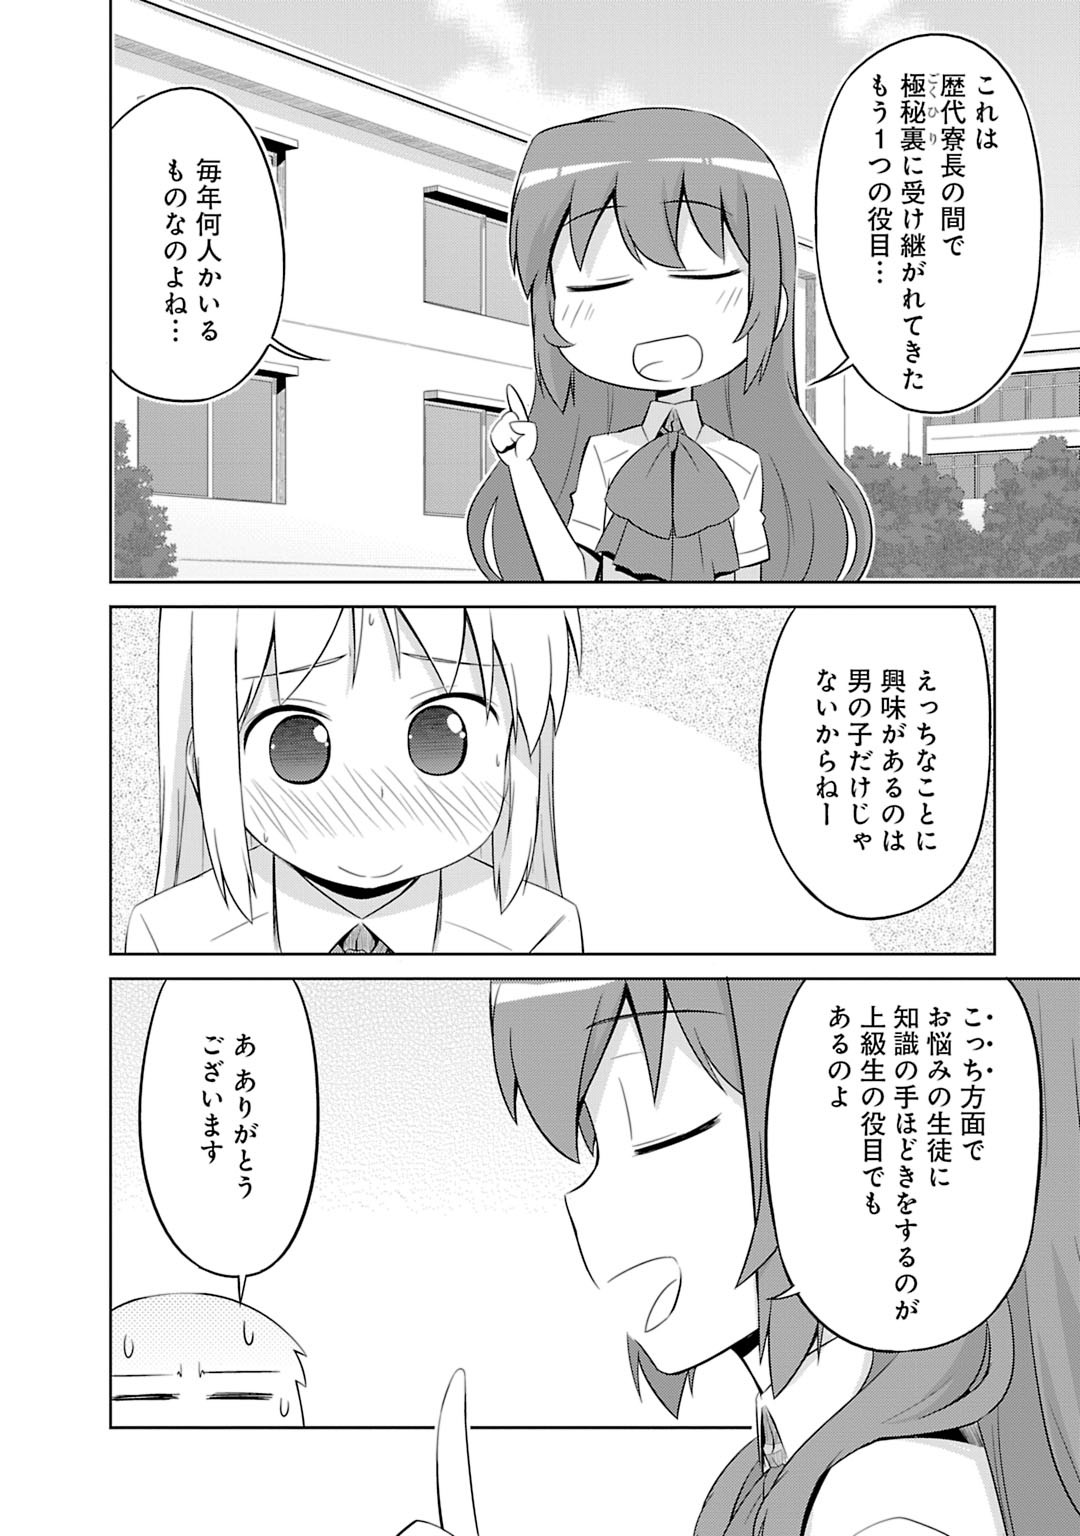 これは
歴代寮長の間で
極秘裏に受け継がれてきた
ごくひり
もう1つの役目…
毎年何人かいる
ものなのよね…
えっちなことに
興味があるのは
男の子だけじゃ
ないからねー
こっち方面で
お悩みの生徒に
知識の手ほどきをするのが
上級生の役目でも
あるのよ
あ ありがとう
ございます